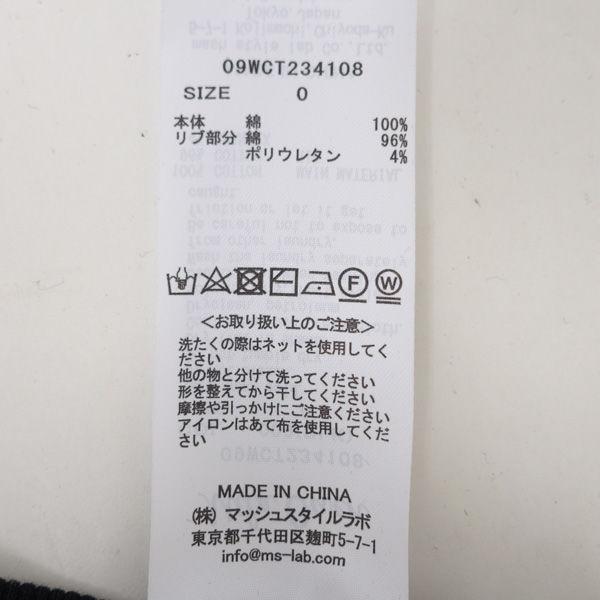 09WCT234108
SIZE 0
本体 綿 100%
リブ部分 綿 96%
ポリウレタン 4%
F W
<お取り扱い上のご注意>
洗たくの際はネットを使用してく
ださい
他の物と分けて洗ってください
形を整えてから干してください
摩擦や引っかけにご注意ください
アイロンはあて布を使用してくだ
さい
MADE IN CHINA
(株) マッシュスタイルラボ
東京都千代田区麹町5-7-1
info@ms-lab.com